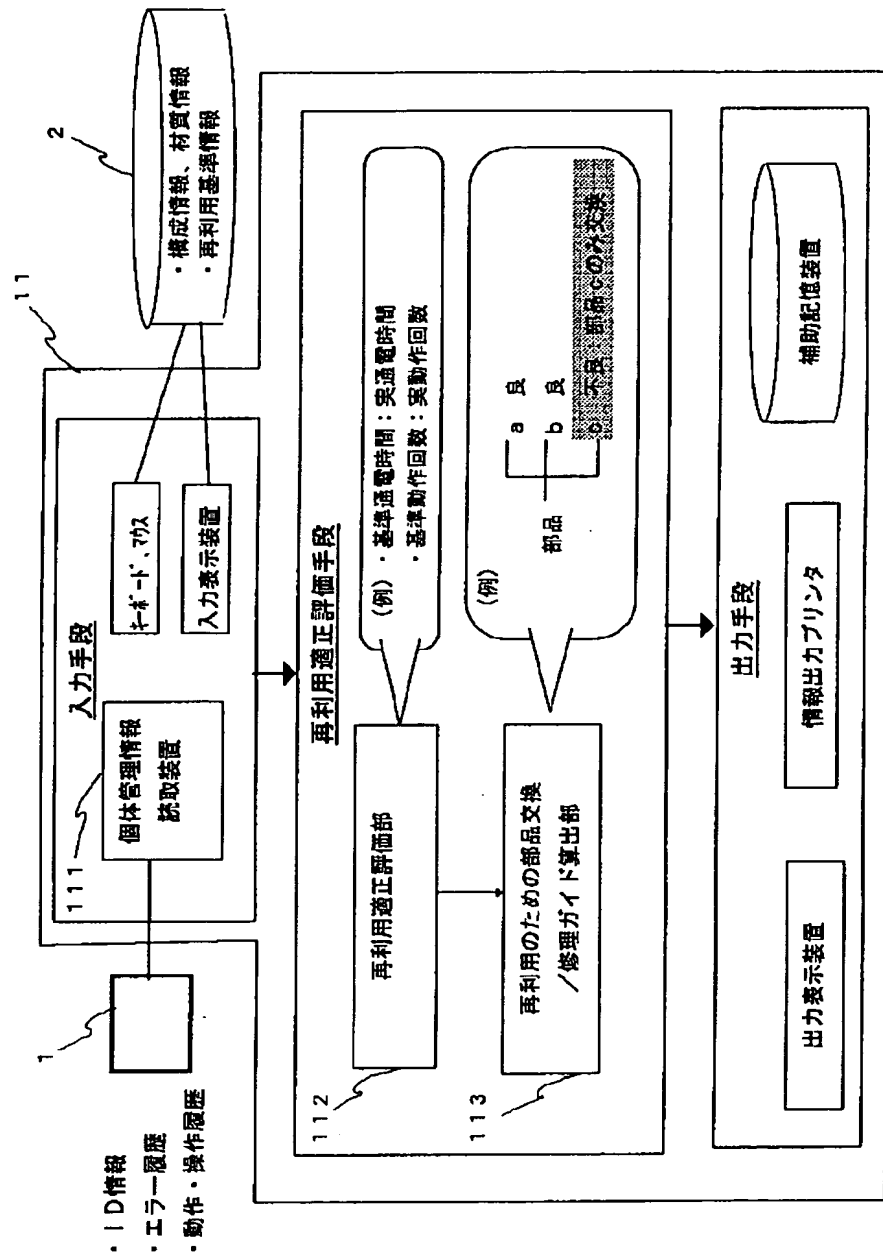 ・ＩＤ情報
・エラー履歴
・動作・操作履歴
1
11
2
・構成情報、材質情報
・再利用基準情報
入力手段
111
個体管理情報
読取装置
キーボード、マウス
入力表示装置
再利用適正評価手段
112
再利用適正評価部
(例) ・基準通電時間：実通電時間
・基準動作回数：実動作回数
113
再利用のための部品交換
／修理ガイド算出部
(例)
部品
a 良
b 良
c 不良：部品cのみ交換
出力手段
出力表示装置
情報出力プリンタ
補助記憶装置